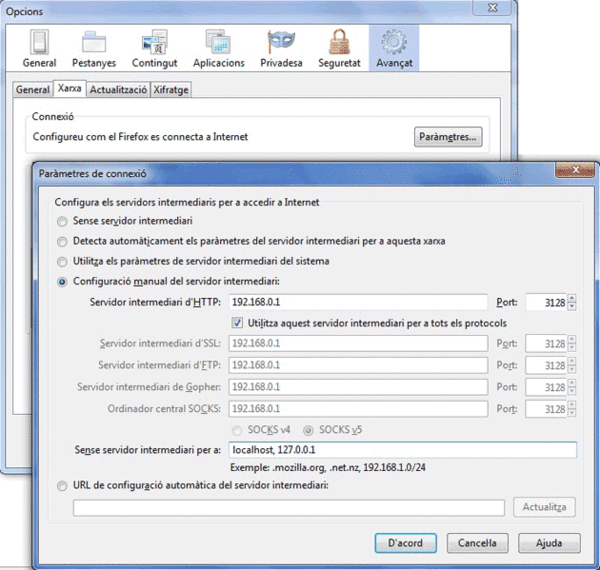 Opcions
General Pestanyes Contingut Aplicacions Privadesa Seguretat Avançat
General Xarxa Actualització Xifratge
Connexió
Configureu com el Firefox es connecta a Internet Paràmetres...
Paràmetres de connexió
Configura els servidors intermediaris per a accedir a Internet
Sense servidor intermediari
Detecta automàticament els paràmetres del servidor intermediari per a aquesta xarxa
Utilitza els paràmetres de servidor intermediari del sistema
Configuració manual del servidor intermediari:
Servidor intermediari d'HTTP: 192.168.0.1 Port: 3128
Utilitza aquest servidor intermediari per a tots els protocols
Servidor intermediari d'SSL: 192.168.0.1 Port: 3128
Servidor intermediari d'FTP: 192.168.0.1 Port: 3128
Servidor intermediari de Gopher: 192.168.0.1 Port: 3128
Ordinador central SOCKS: 192.168.0.1 Port: 3128
SOCKS v4 SOCKS v5
Sense servidor intermediari per a: localhost, 127.0.0.1
Exemple: .mozilla.org, .net.nz, 192.168.1.0/24
URL de configuració automàtica del servidor intermediari:
Actualitza
D'acord Cancel·la Ajuda